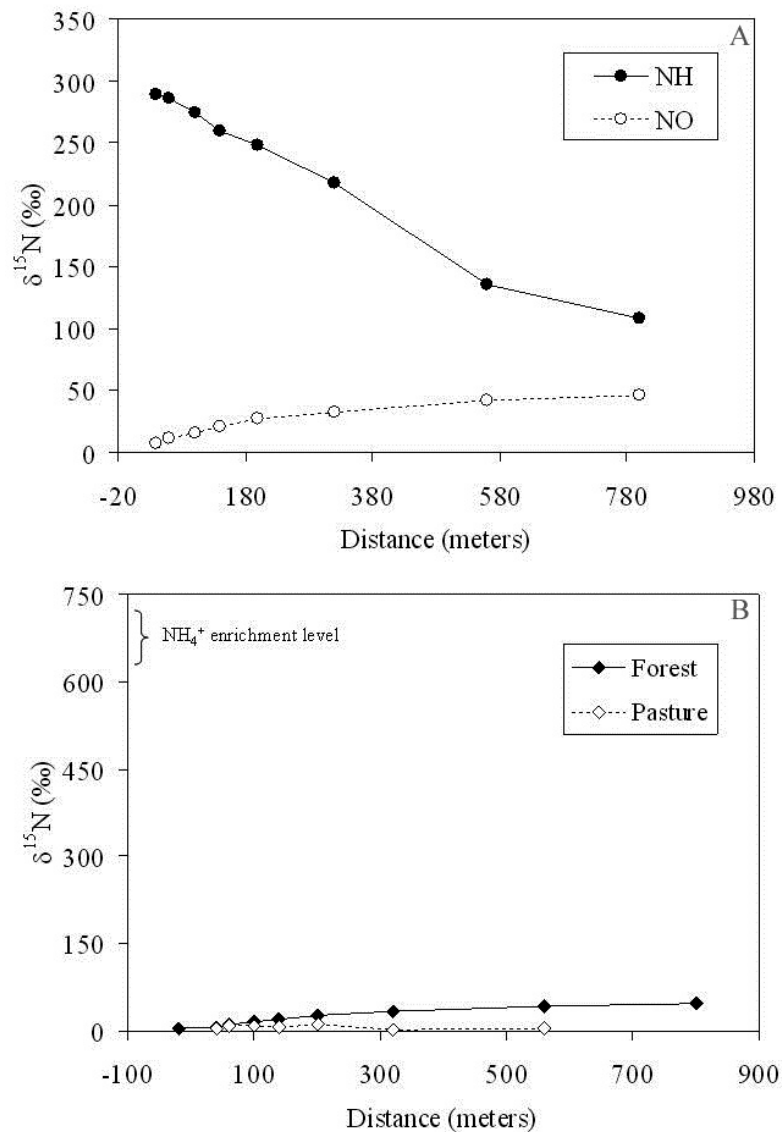 A
350
300
250
200
150
100
50
0
δ¹⁵N (‰)
NH
NO
-20 180 380 580 780 980
Distance (meters)
B
750
600
450
300
150
0
δ¹⁵N (‰)
NH₄⁺ enrichment level
Forest
Pasture
-100 100 300 500 700 900
Distance (meters)